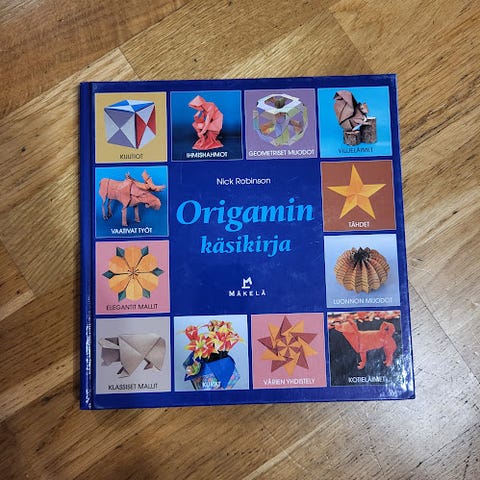 KUUTIOT
IHMISHAHMOT
GEOMETRISET MUODOT
VILLIELÄIMET
Nick Robinson
Origamin
käsikirja
MÄKELÄ
VAATIVAT TYÖT
TÄHDET
ELEGANTIT MALLIT
LUONNON MUODOT
KLASSISET MALLIT
KUKAT
VÄRIEN YHDISTELY
KOTIELÄIMET